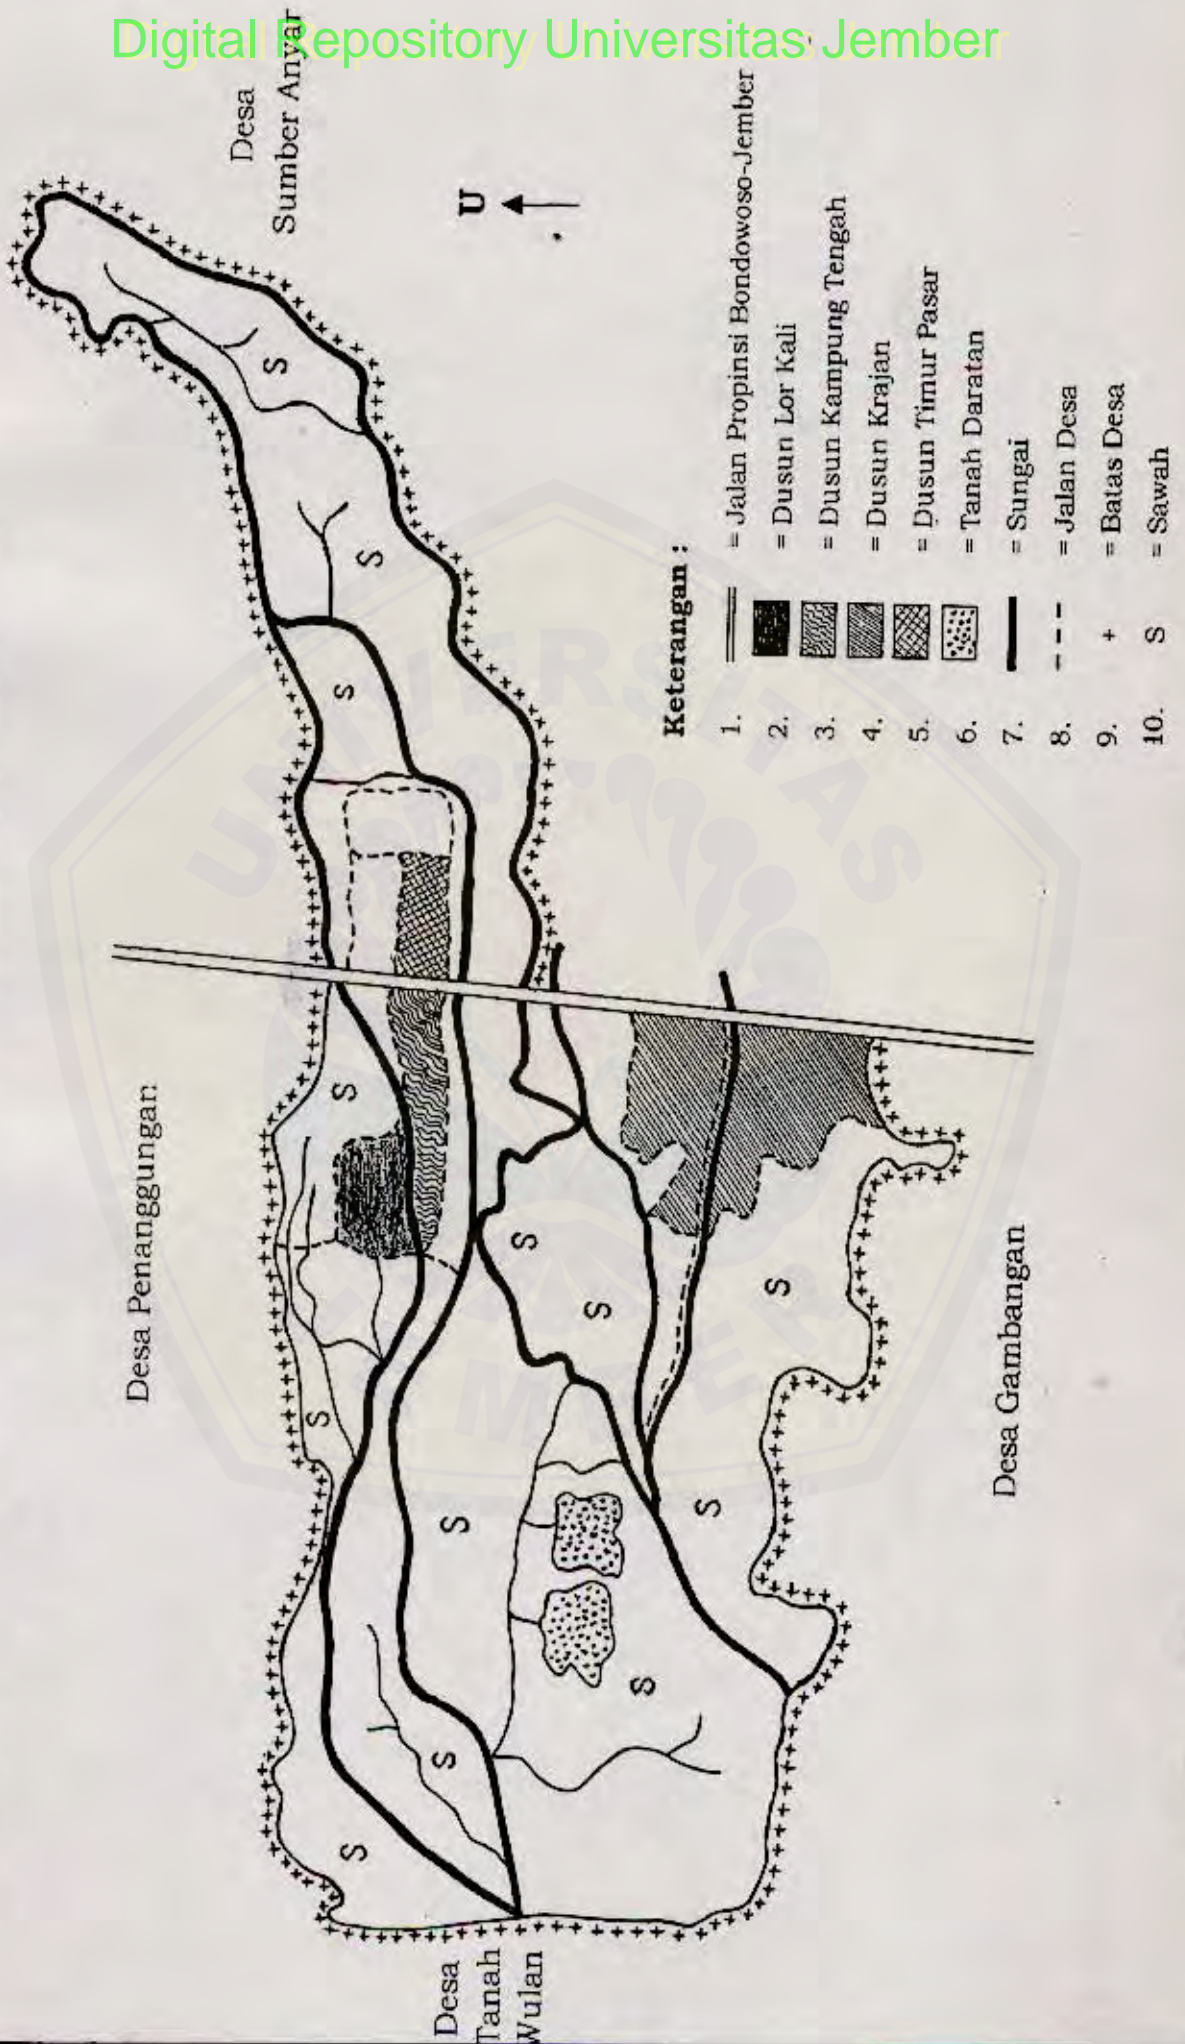 Digital Repository Universitas Jember
Desa
Sumber Anyar
U
Desa Penanggungan
Desa Gambangan
Desa
Tanah
Wulan
S
S
S
S
S
S
S
S
S
S
S
S
S
Keterangan :
1. = Jalan Propinsi Bondowoso-Jember
2. = Dusun Lor Kali
3. = Dusun Kampung Tengah
4. = Dusun Krajan
5. = Dusun Timur Pasar
6. = Tanah Daratan
7. = Sungai
8. = Jalan Desa
9. + = Batas Desa
10. S = Sawah
UNIVERSITAS
JEMBER